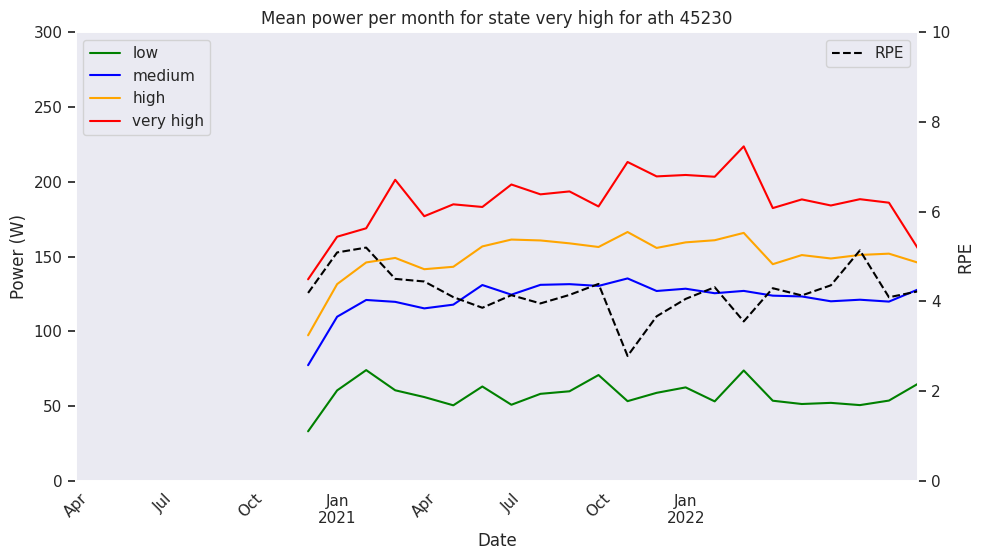 Mean power per month for state very high for ath 45230
low
medium
high
very high
RPE
300
250
200
150
100
50
0
10
8
6
4
2
0
Power (W)
RPE
Apr
Jul
Oct
Jan
2021
Apr
Jul
Oct
Jan
2022
Date